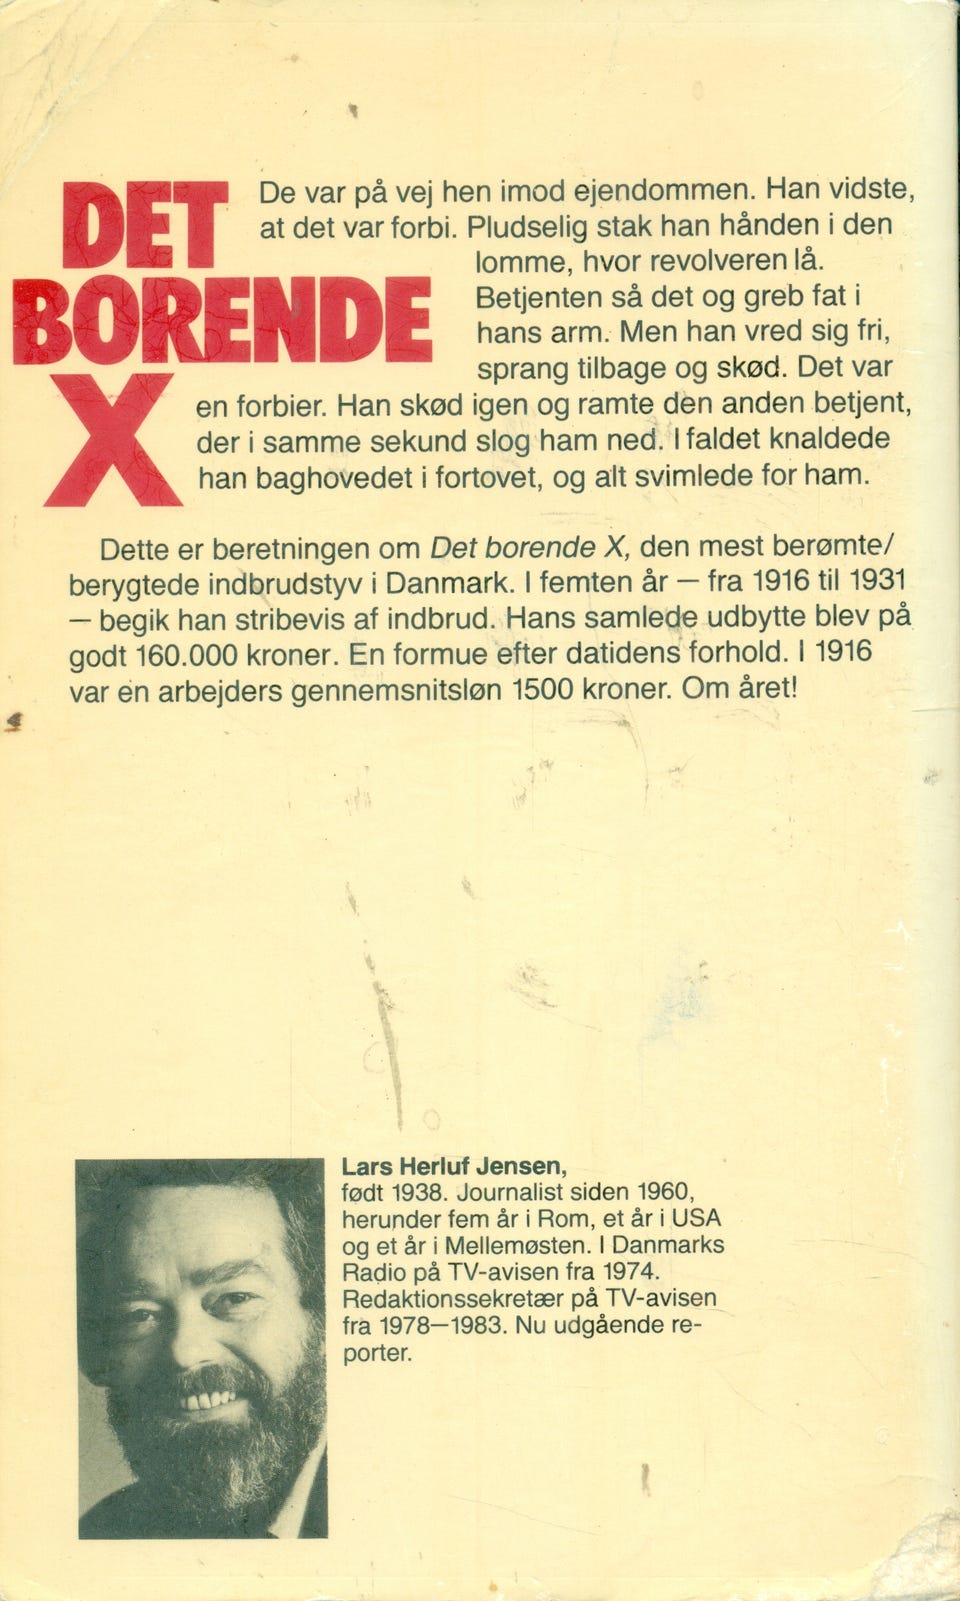 DET
BORENDE
X
De var på vej hen imod ejendommen. Han vidste,
at det var forbi. Pludselig stak han hånden i den
lomme, hvor revolveren lå.
Betjenten så det og greb fat i
hans arm. Men han vred sig fri,
sprang tilbage og skød. Det var
en forbier. Han skød igen og ramte den anden betjent,
der i samme sekund slog ham ned. I faldet knaldede
han baghovedet i fortovet, og alt svimlede for ham.
Dette er beretningen om Det borende X, den mest berømte/
berygtede indbrudstyv i Danmark. I femten år — fra 1916 til 1931
— begik han stribevis af indbrud. Hans samlede udbytte blev på
godt 160.000 kroner. En formue efter datidens forhold. I 1916
var en arbejders gennemsnitsløn 1500 kroner. Om året!
Lars Herluf Jensen,
født 1938. Journalist siden 1960,
herunder fem år i Rom, et år i USA
og et år i Mellemøsten. I Danmarks
Radio på TV-avisen fra 1974.
Redaktionssekretær på TV-avisen
fra 1978—1983. Nu udgående re-
porter.